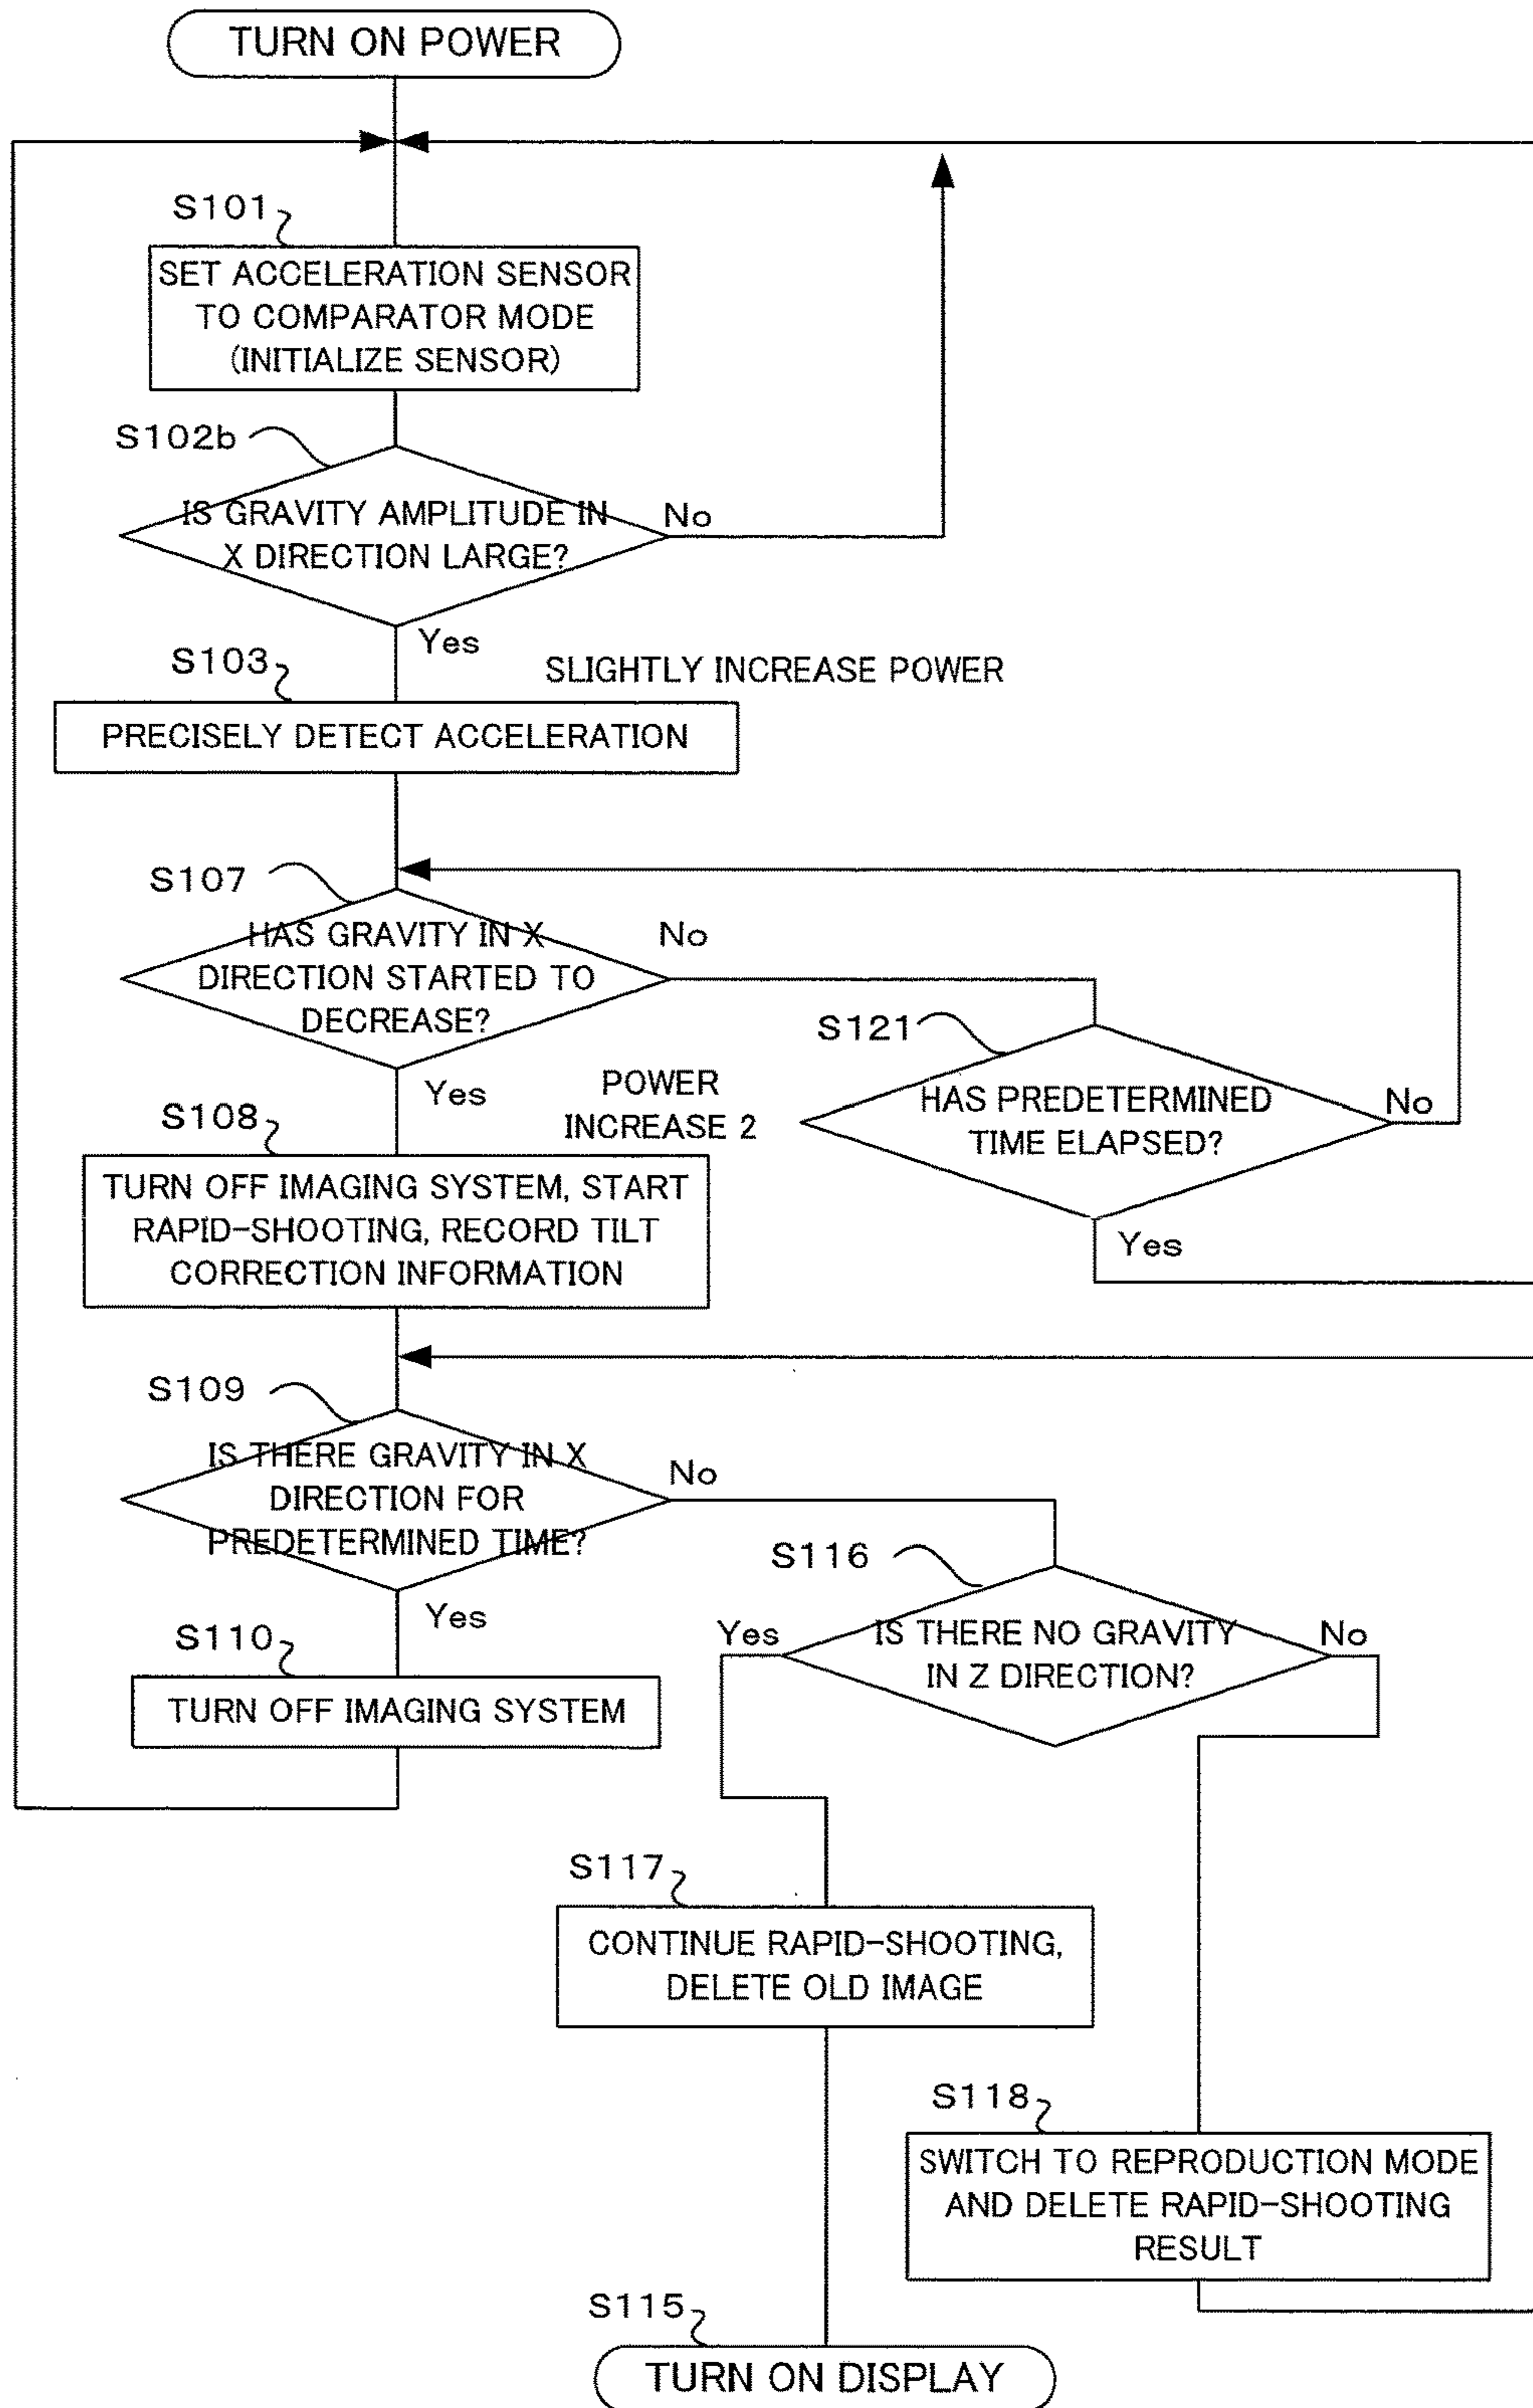 TURN ON POWER
S101
SET ACCELERATION SENSOR
TO COMPARATOR MODE
(INITIALIZE SENSOR)
S102b
IS GRAVITY AMPLITUDE IN
X DIRECTION LARGE?
No
Yes
S103
SLIGHTLY INCREASE POWER
PRECISELY DETECT ACCELERATION
S107
HAS GRAVITY IN X
DIRECTION STARTED TO
DECREASE?
No
Yes
S121
HAS PREDETERMINED
TIME ELAPSED?
No
Yes
POWER
INCREASE 2
S108
TURN OFF IMAGING SYSTEM, START
RAPID-SHOOTING, RECORD TILT
CORRECTION INFORMATION
S109
IS THERE GRAVITY IN X
DIRECTION FOR
PREDETERMINED TIME?
No
Yes
S110
TURN OFF IMAGING SYSTEM
S116
IS THERE NO GRAVITY
IN Z DIRECTION?
Yes
No
S117
CONTINUE RAPID-SHOOTING,
DELETE OLD IMAGE
S118
SWITCH TO REPRODUCTION MODE
AND DELETE RAPID-SHOOTING
RESULT
S115
TURN ON DISPLAY